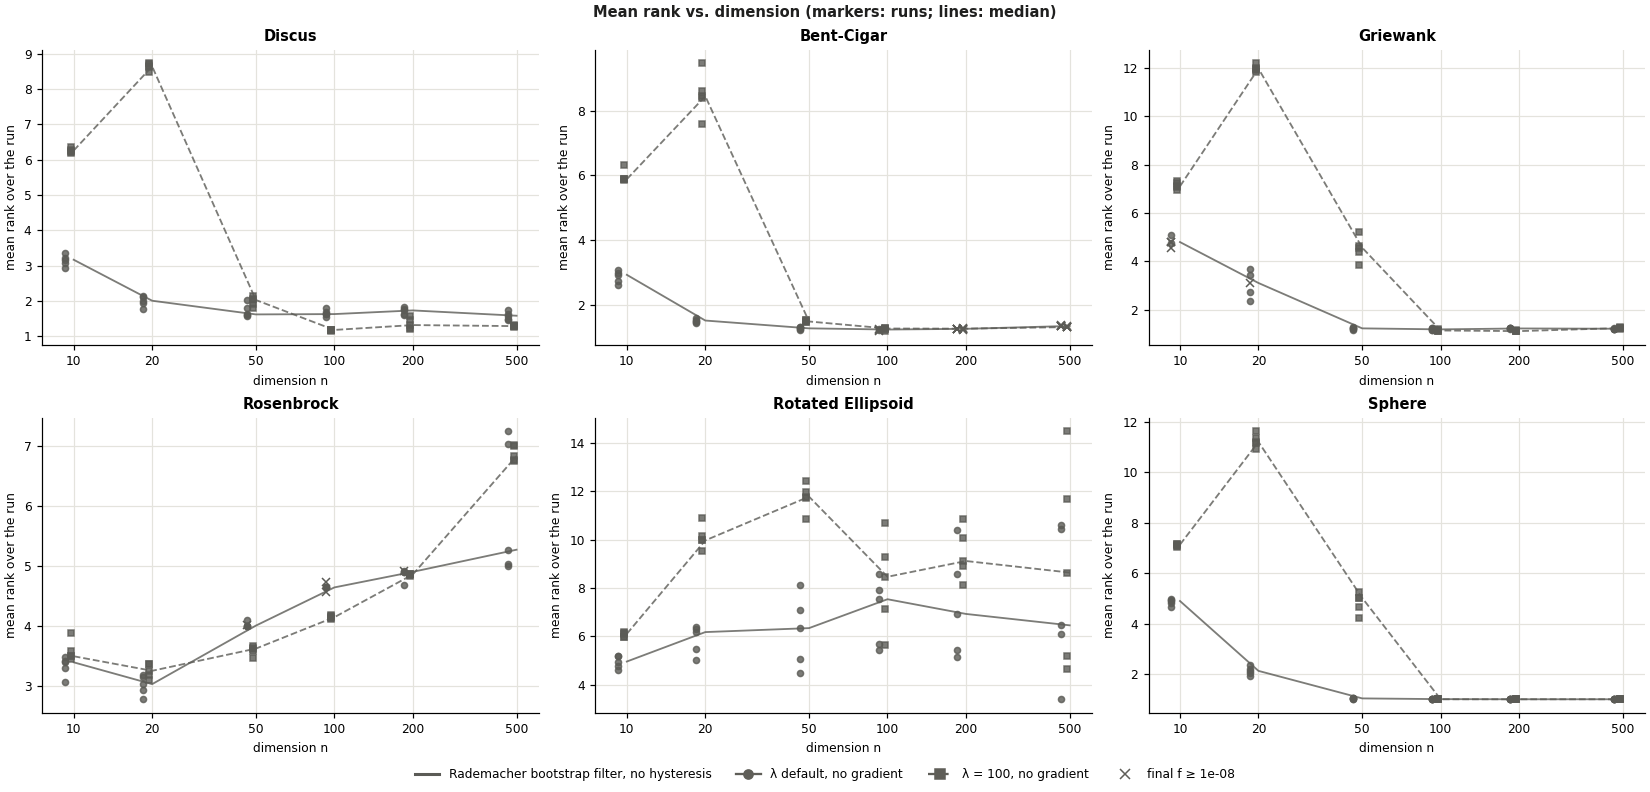 Mean rank vs. dimension (markers: runs; lines: median)
Discus
mean rank over the run
9
8
7
6
5
4
3
2
1
10 20 50 100 200 500
dimension n
Bent-Cigar
mean rank over the run
8
6
4
2
10 20 50 100 200 500
dimension n
Griewank
mean rank over the run
12
10
8
6
4
2
10 20 50 100 200 500
dimension n
Rosenbrock
mean rank over the run
7
6
5
4
3
10 20 50 100 200 500
dimension n
Rotated Ellipsoid
mean rank over the run
14
12
10
8
6
4
10 20 50 100 200 500
dimension n
Sphere
mean rank over the run
12
10
8
6
4
2
10 20 50 100 200 500
dimension n
Rademacher bootstrap filter, no hysteresis λ default, no gradient λ = 100, no gradient final f ≥ 1e-08